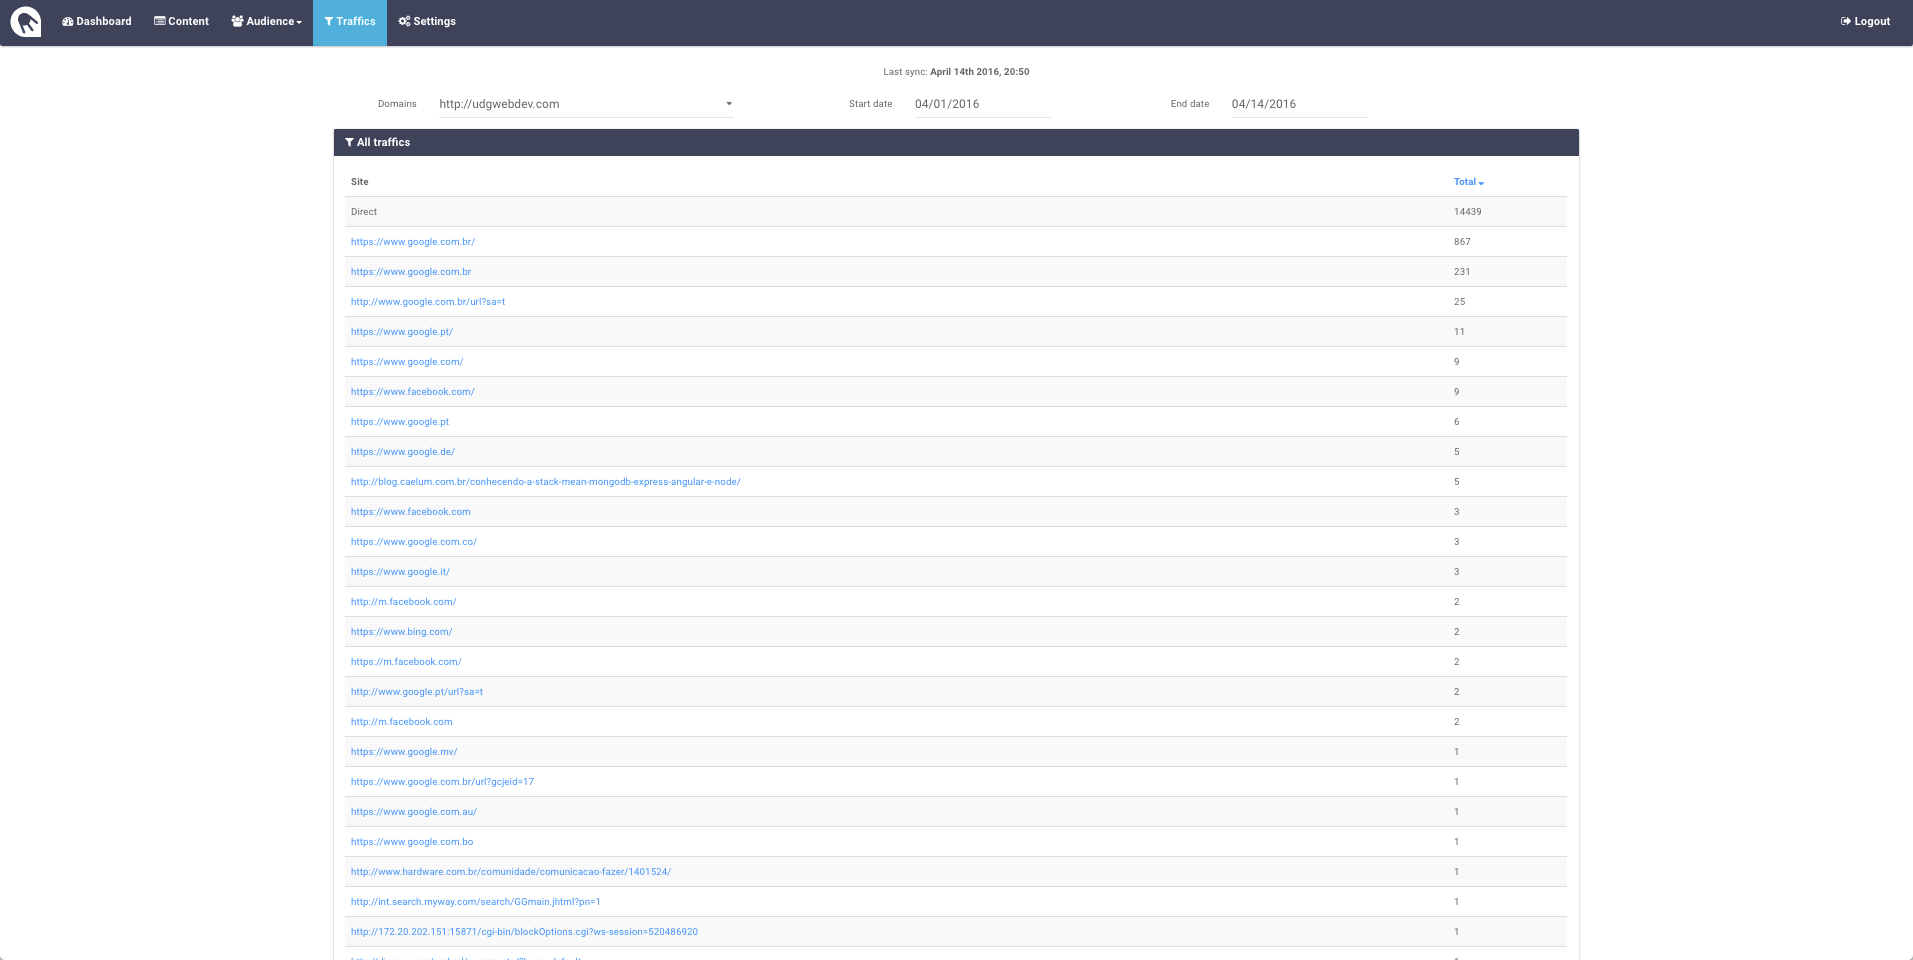 Dashboard Content Audience Traffics Settings Logout
Last sync: April 14th 2016, 20:50
Domains http://udgwebdev.com Start date 04/01/2016 End date 04/14/2016
All traffics
Site Total
Direct 14439
https://www.google.com.br/ 867
https://www.google.com.br 231
http://www.google.com.br/url?sa=t 25
https://www.google.pt/ 11
https://www.google.com/ 9
https://www.facebook.com/ 9
https://www.google.pt 6
https://www.google.de/ 5
http://blog.caelum.com.br/conhecendo-a-stack-mean-mongodb-express-angular-e-node/ 5
https://www.facebook.com 3
https://www.google.com.co/ 3
https://www.google.it/ 3
http://m.facebook.com/ 2
https://www.bing.com/ 2
https://m.facebook.com/ 2
http://www.google.pt/url?sa=t 2
http://m.facebook.com 2
https://www.google.mv/ 1
https://www.google.com.br/url?gcjeid=17 1
https://www.google.com.au/ 1
https://www.google.com.bo 1
http://www.hardware.com.br/comunidade/comunicacao-fazer/1401524/ 1
http://int.search.myway.com/search/GGmain.jhtml?pn=1 1
http://172.20.202.151:15871/cgi-bin/blockOptions.cgi?ws-session=520486920 1